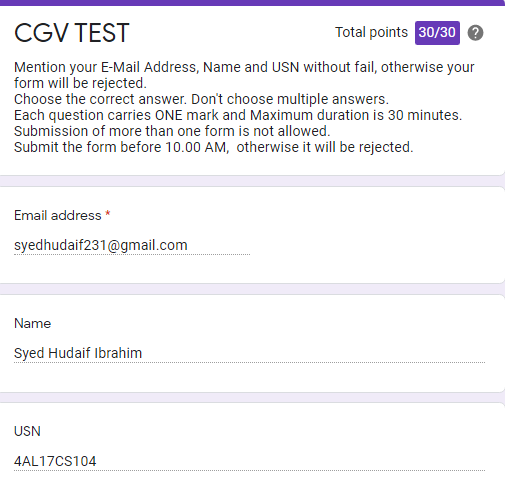 CGV TEST
Total points 30/30 ?
Mention your E-Mail Address, Name and USN without fail, otherwise your
form will be rejected.
Choose the correct answer. Don't choose multiple answers.
Each question carries ONE mark and Maximum duration is 30 minutes.
Submission of more than one form is not allowed.
Submit the form before 10.00 AM,  otherwise it will be rejected.
Email address *
syedhudaif231@gmail.com
Name
Syed Hudaif Ibrahim
USN
4AL17CS104